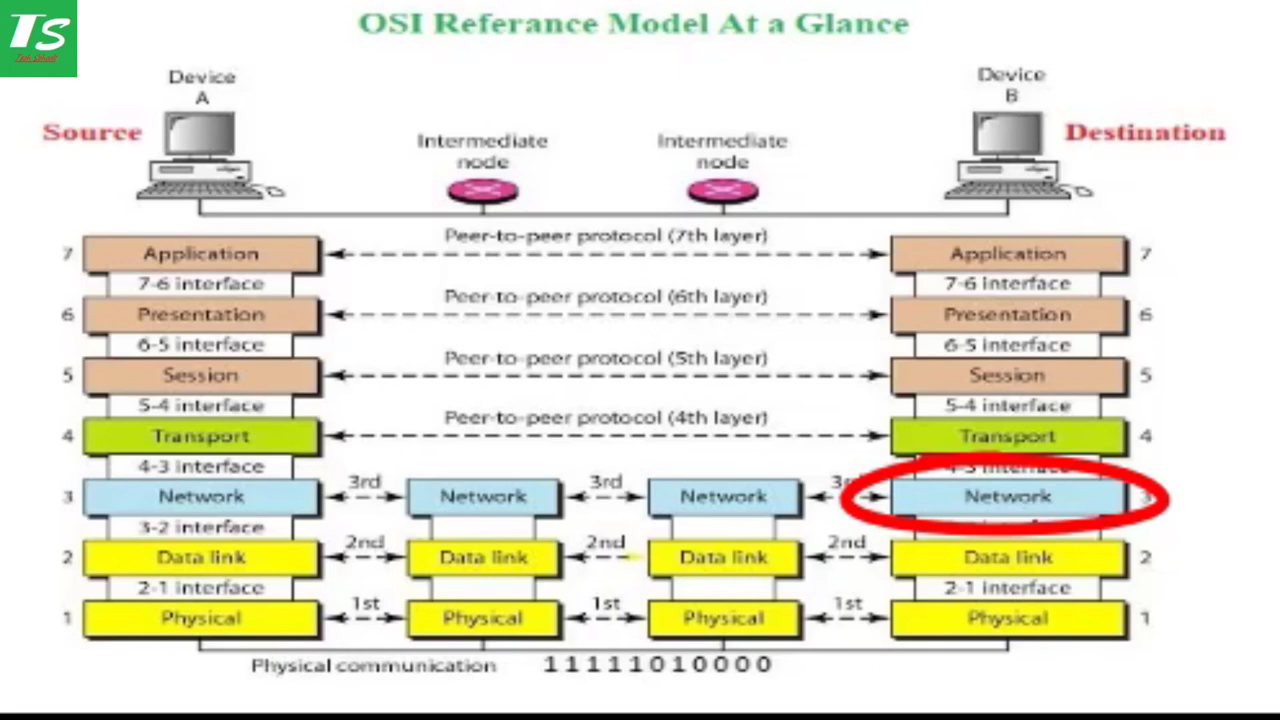 TS
OSI Referance Model At a Glance
Device
A
Device
B
Source
Destination
Intermediate
node
Intermediate
node
Peer-to-peer protocol (7th layer)
7 Application Application 7
7-6 interface 7-6 interface
Peer-to-peer protocol (6th layer)
6 Presentation Presentation 6
6-5 interface 6-5 interface
Peer-to-peer protocol (5th layer)
5 Session Session 5
5-4 interface 5-4 interface
Peer-to-peer protocol (4th layer)
4 Transport Transport 4
4-3 interface 4-3 interface
3rd 3rd 3rd
3 Network Network Network Network 3
3-2 interface
2nd 2nd 2nd
2 Data link Data link Data link Data link 2
2-1 interface 2-1 interface
1st 1st 1st
1 Physical Physical Physical Physical 1
Physical communication 11111010000